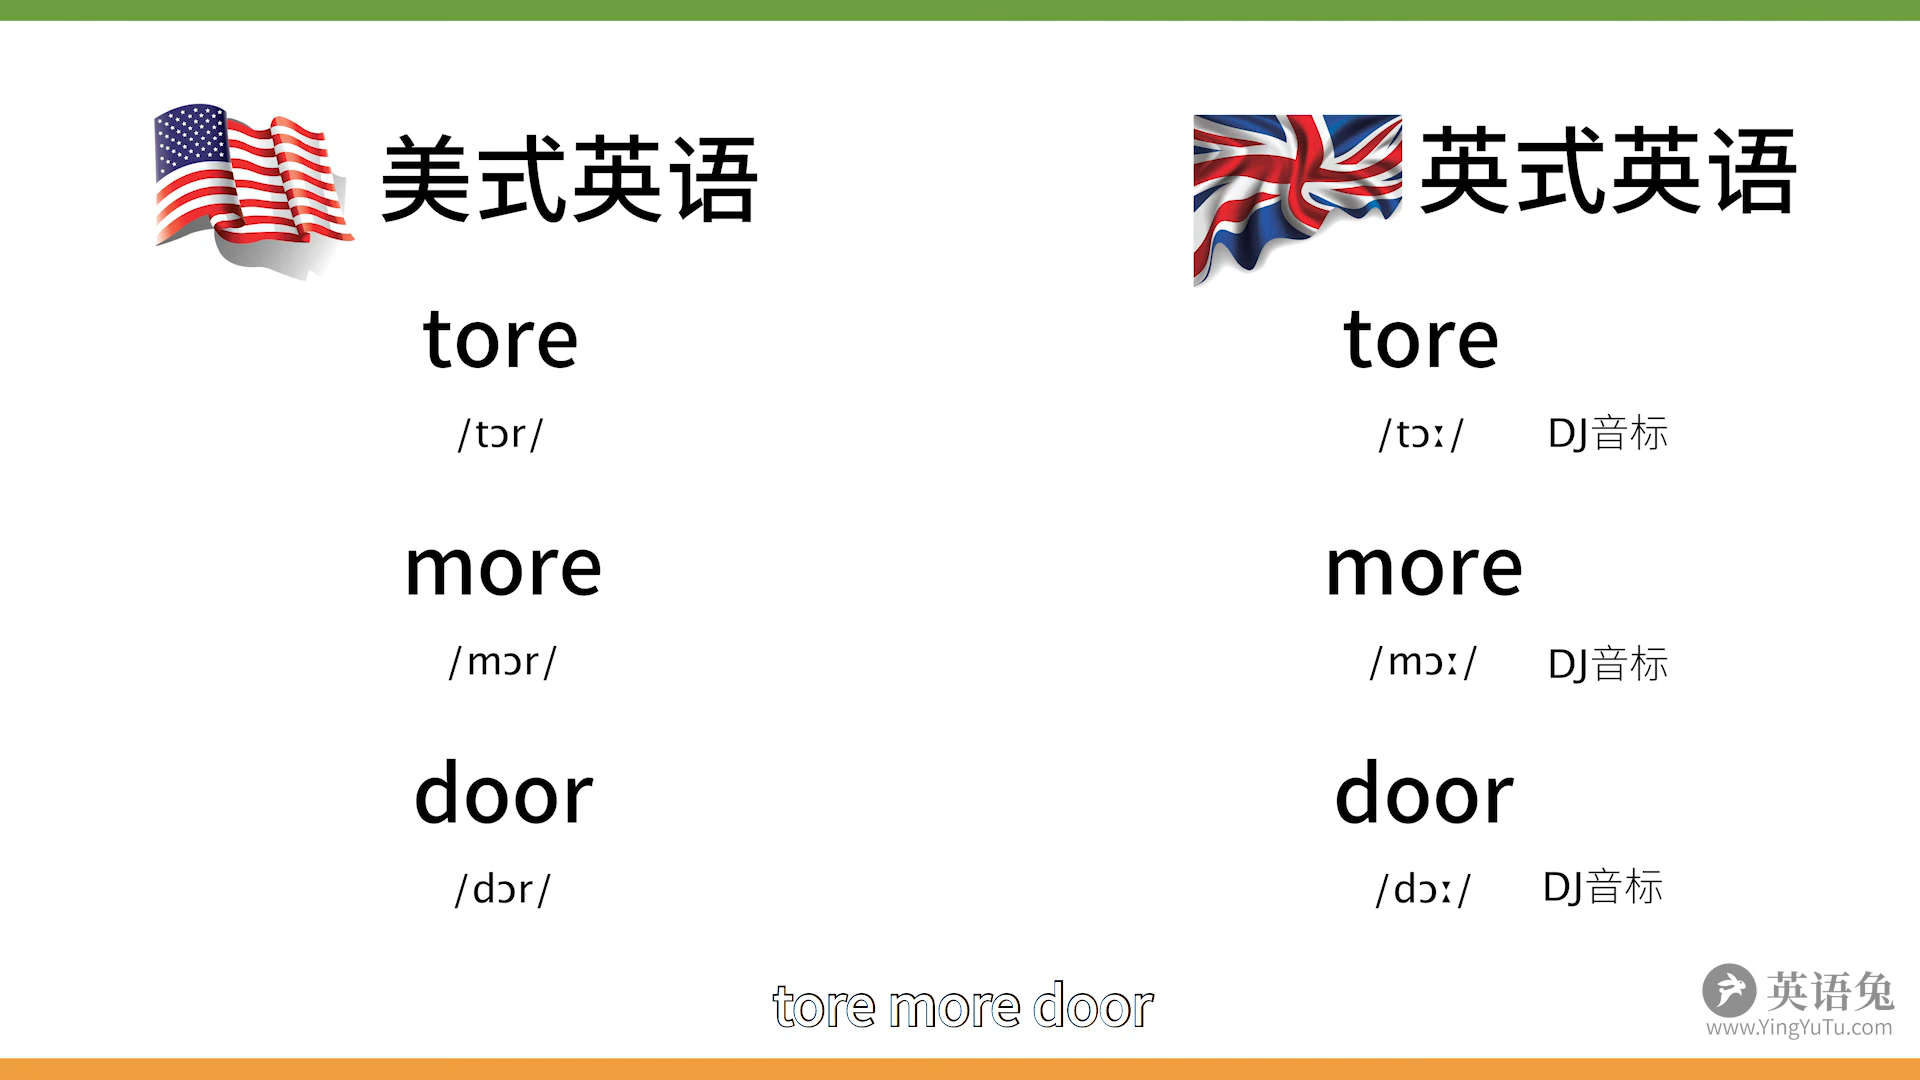 美式英语
英式英语
tore
tore
/tɔr/
/tɔː/ DJ音标
more
more
/mɔr/
/mɔː/ DJ音标
door
door
/dɔr/
/dɔː/ DJ音标
tore more door
英语兔
www.YingYuTu.com